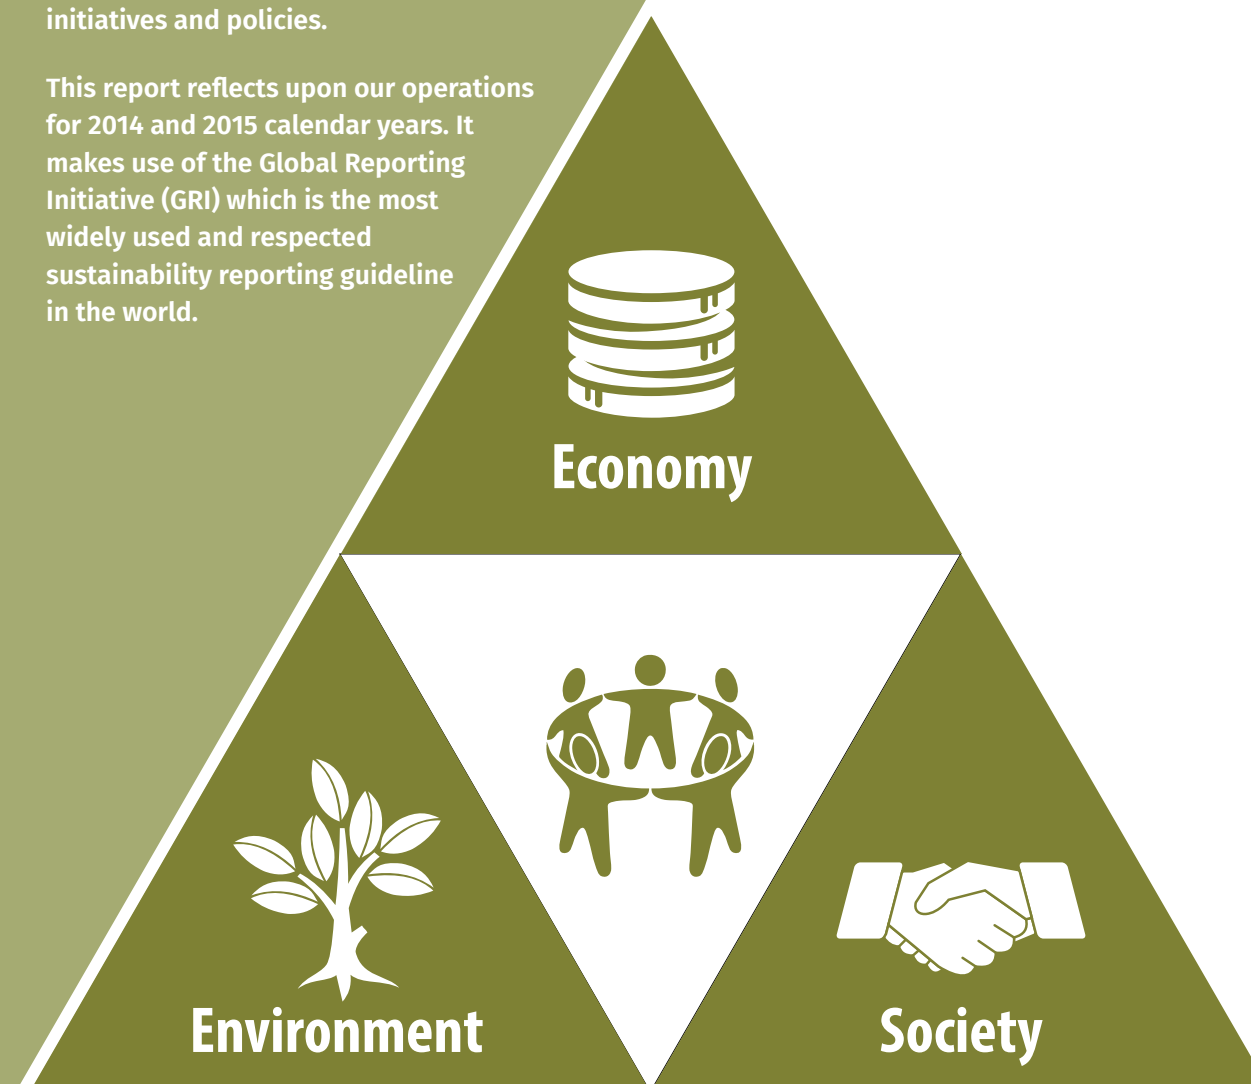 initiatives and policies.
This report reflects upon our operations
for 2014 and 2015 calendar years. It
makes use of the Global Reporting
Initiative (GRI) which is the most
widely used and respected
sustainability reporting guideline
in the world.
Economy
Environment
Society